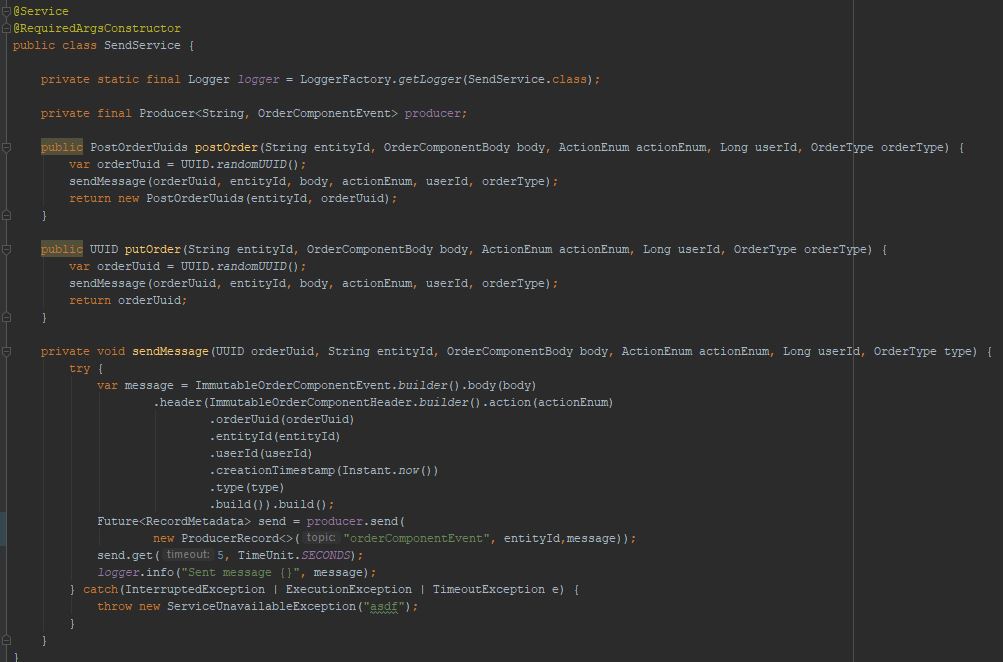 @Service
@RequiredArgsConstructor
public class SendService {
private static final Logger logger = LoggerFactory.getLogger(SendService.class);
private final Producer<String, OrderComponentEvent> producer;
public PostOrderUuids postOrder(String entityId, OrderComponentBody body, ActionEnum actionEnum, Long userId, OrderType orderType) {
var orderUuid = UUID.randomUUID();
sendMessage(orderUuid, entityId, body, actionEnum, userId, orderType);
return new PostOrderUuids(entityId, orderUuid);
}
public UUID putOrder(String entityId, OrderComponentBody body, ActionEnum actionEnum, Long userId, OrderType orderType) {
var orderUuid = UUID.randomUUID();
sendMessage(orderUuid, entityId, body, actionEnum, userId, orderType);
return orderUuid;
}
private void sendMessage(UUID orderUuid, String entityId, OrderComponentBody body, ActionEnum actionEnum, Long userId, OrderType type) {
try {
var message = ImmutableOrderComponentEvent.builder().body(body)
.header(ImmutableOrderComponentHeader.builder().action(actionEnum)
.orderUuid(orderUuid)
.entityId(entityId)
.userId(userId)
.creationTimestamp(Instant.now())
.type(type)
.build()).build();
Future<RecordMetadata> send = producer.send(
new ProducerRecord<>( topic: "orderComponentEvent", entityId,message));
send.get( timeout: 5, TimeUnit.SECONDS);
logger.info("Sent message {}", message);
} catch(InterruptedException | ExecutionException | TimeoutException e) {
throw new ServiceUnavailableException("asdf");
}
}
}